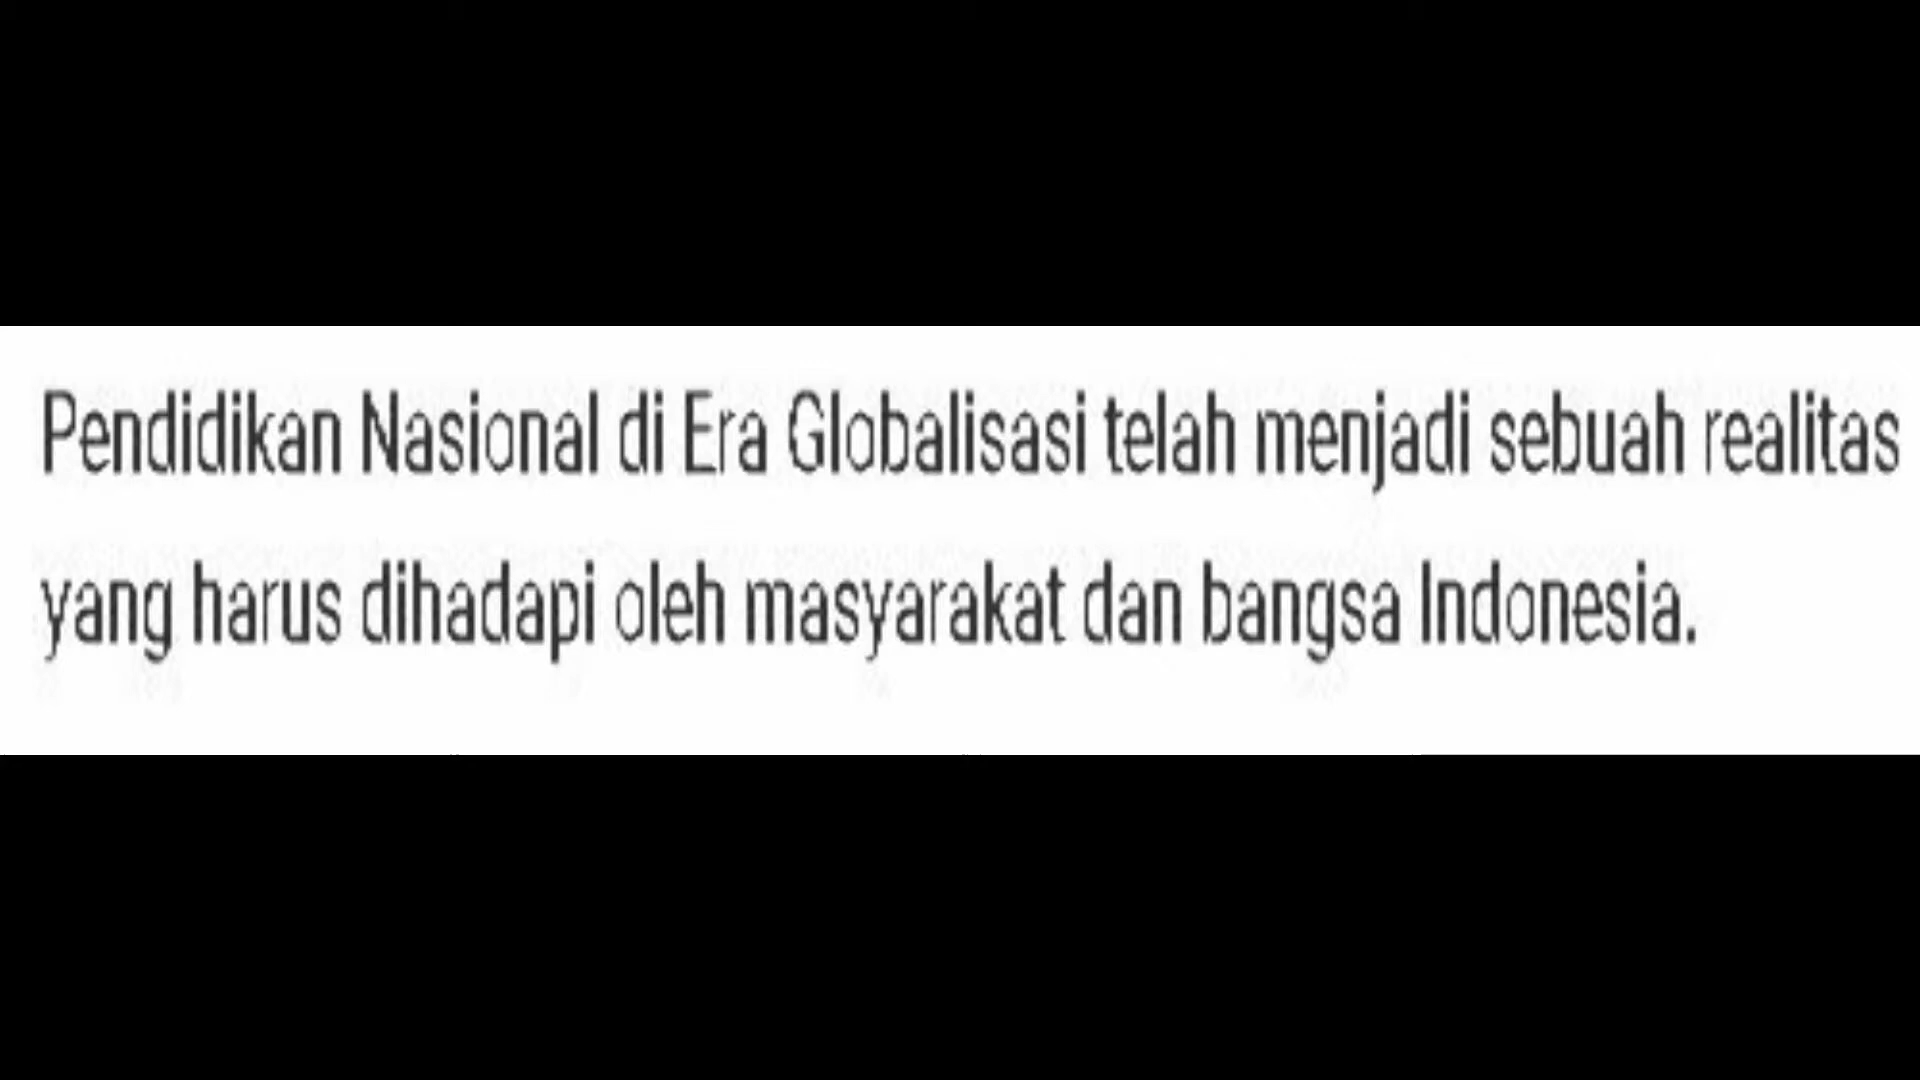 Pendidikan Nasional di Era Globalisasi telah menjadi sebuah realitas
yang harus dihadapi oleh masyarakat dan bangsa Indonesia.